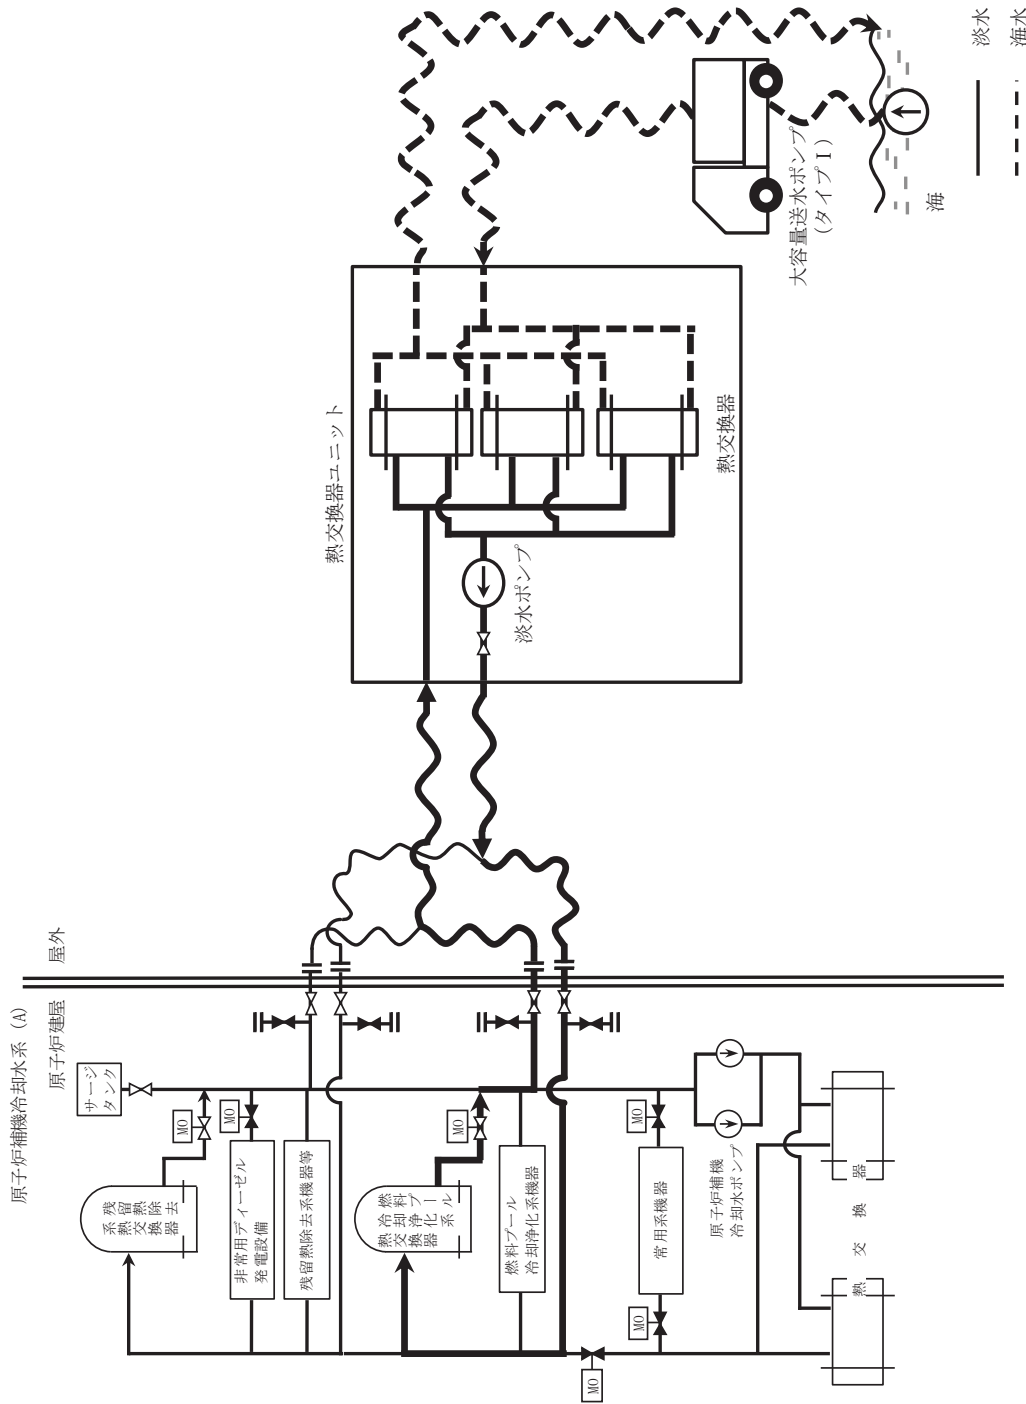 原子炉補機冷却水系 (A)
原子炉建屋
屋外
サージ
タンク
MO
MO
残留熱除去
系熱交換器
非常用ディーゼル
発電設備
残留熱除去系機器等
MO
燃料プール
冷却浄化系
熱交換器
燃料プール
冷却浄化系機器
MO
常用系機器
MO
MO
原子炉補機
冷却水ポンプ
熱交換器
熱交換器ユニット
淡水ポンプ
熱交換器
大容量送水ポンプ
(タイプⅠ)
海
淡水
海水